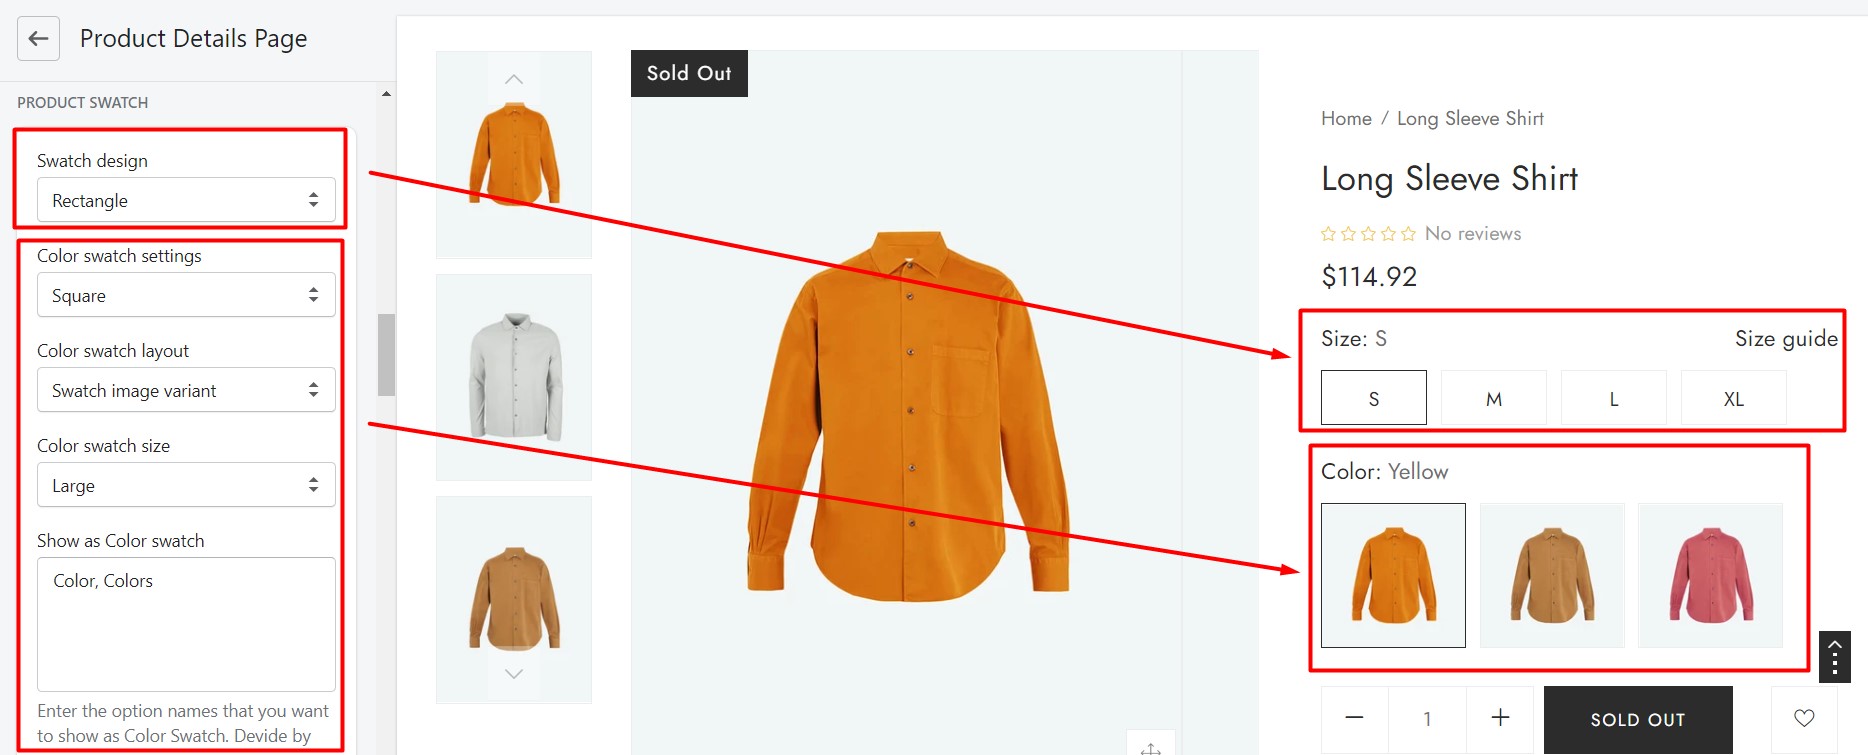 Product Details Page
PRODUCT SWATCH
Swatch design
Rectangle
Color swatch settings
Square
Color swatch layout
Swatch image variant
Color swatch size
Large
Show as Color swatch
Color, Colors
Enter the option names that you want
to show as Color Swatch. Devide by
Sold Out
Home / Long Sleeve Shirt
Long Sleeve Shirt
No reviews
$114.92
Size: S
Size guide
S
M
L
XL
Color: Yellow
1
SOLD OUT